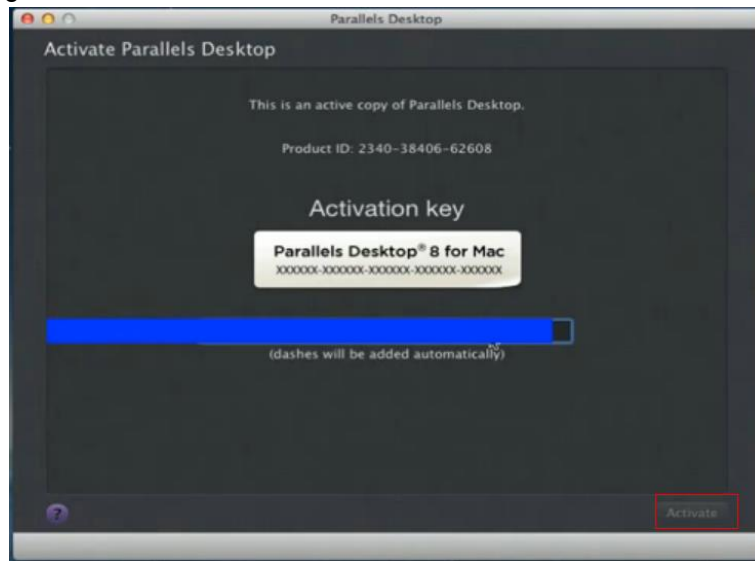 Parallels Desktop
Activate Parallels Desktop
This is an active copy of Parallels Desktop.
Product ID: 2340-38406-62608
Activation key
Parallels Desktop® 8 for Mac
XXXXXX-XXXXXX-XXXXXX-XXXXXX-XXXXXX
(dashes will be added automatically)
?
Activate